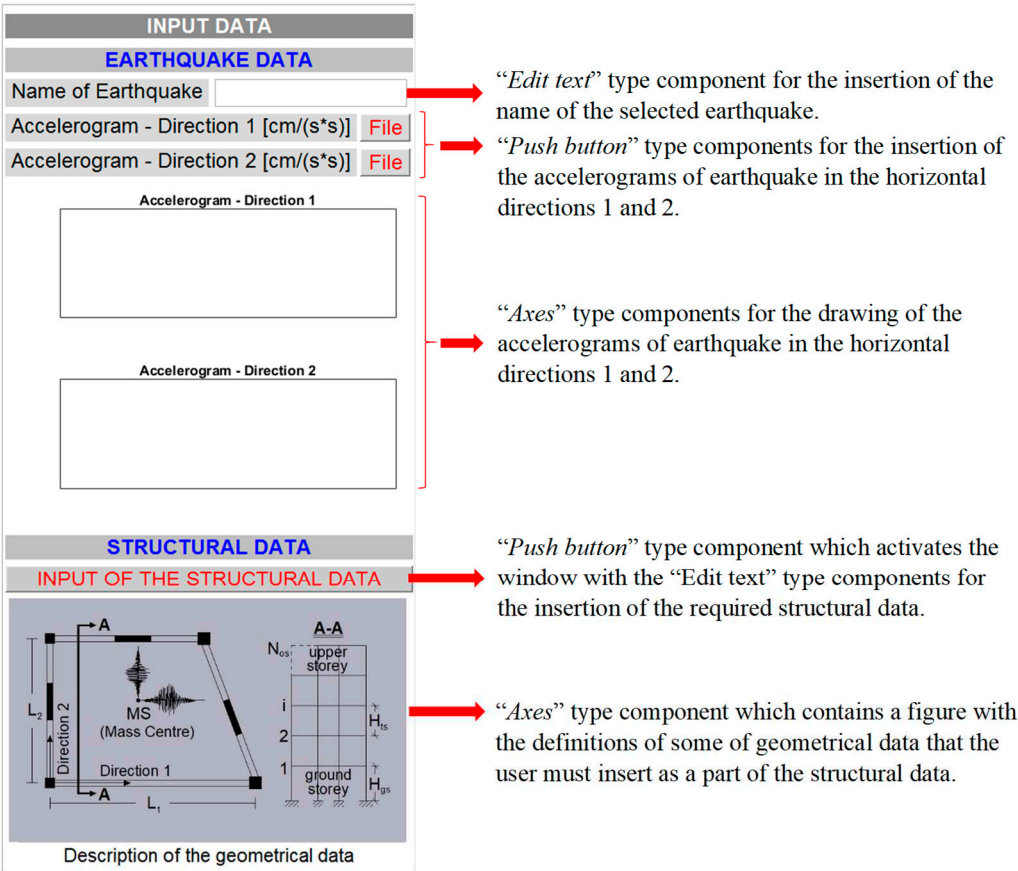 INPUT DATA
EARTHQUAKE DATA
Name of Earthquake
Accelerogram - Direction 1 [cm/(s*s)] File
Accelerogram - Direction 2 [cm/(s*s)] File
Accelerogram - Direction 1
Accelerogram - Direction 2
STRUCTURAL DATA
INPUT OF THE STRUCTURAL DATA
A
L2
Direction 2
MS
(Mass Centre)
Direction 1
A
L1
A-A
Nos
upper
storey
i
Hts
2
1
ground
storey
Hgs
Description of the geometrical data
“Edit text” type component for the insertion of the
name of the selected earthquake.
“Push button” type components for the insertion of
the accelerograms of earthquake in the horizontal
directions 1 and 2.
“Axes” type components for the drawing of the
accelerograms of earthquake in the horizontal
directions 1 and 2.
“Push button” type component which activates the
window with the “Edit text” type components for
the insertion of the required structural data.
“Axes” type component which contains a figure with
the definitions of some of geometrical data that the
user must insert as a part of the structural data.